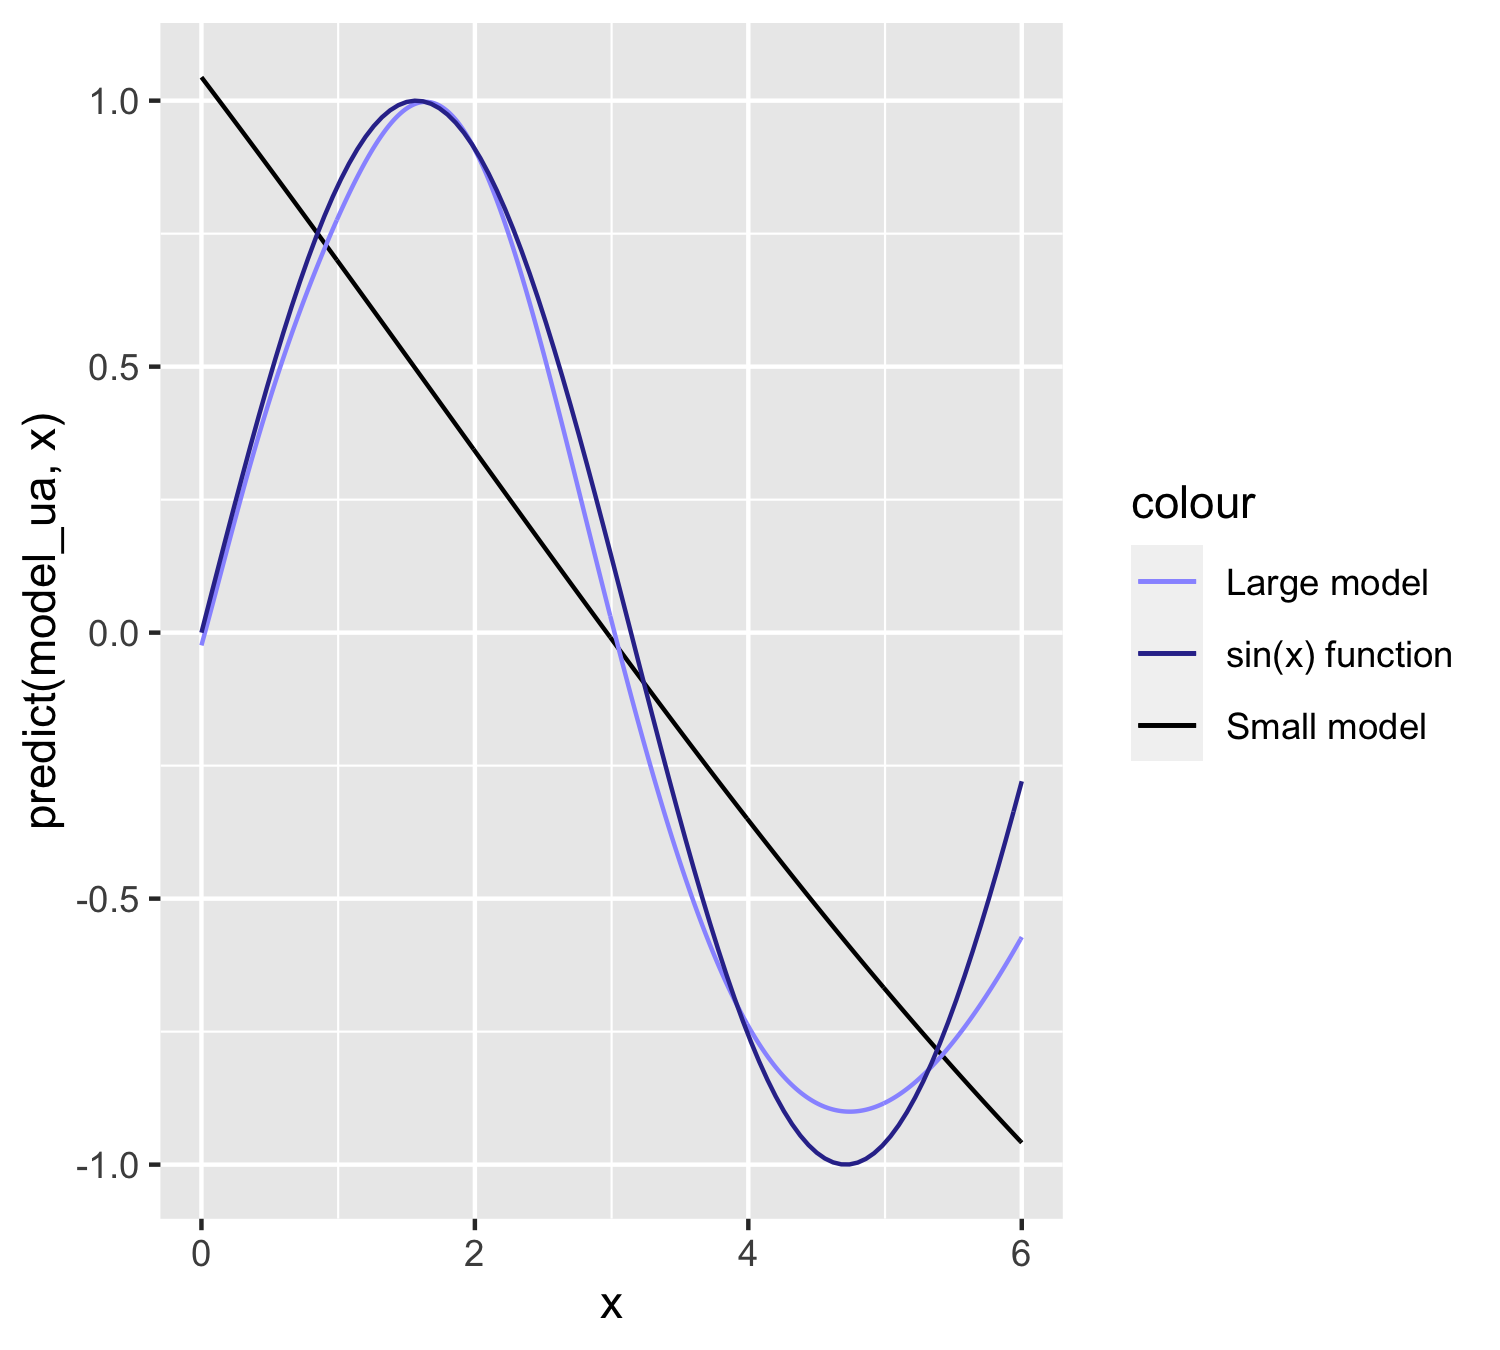 predict(model_ua, x)
1.0
0.5
0.0
-0.5
-1.0
0 2 4 6
x
colour
Large model
sin(x) function
Small model